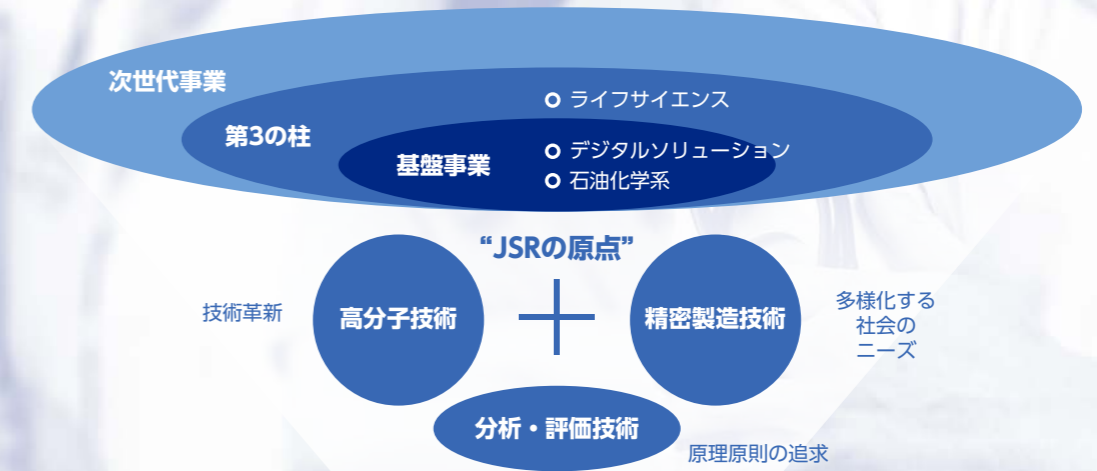 次世代事業
ライフサイエンス
第3の柱
デジタルソリューション
基盤事業
石油化学系
“JSRの原点”
技術革新
高分子技術
精密製造技術
多様化する
社会の
ニーズ
分析・評価技術
原理原則の追求